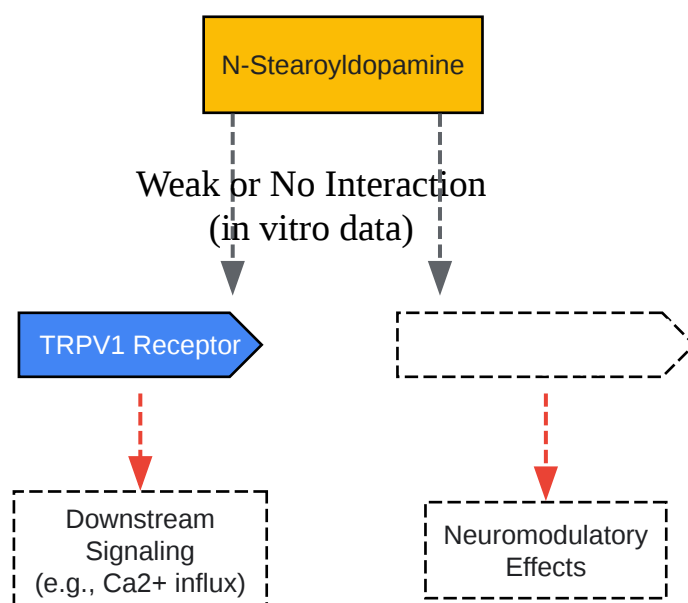 N-Stearoyldopamine
Weak or No Interaction
(in vitro data)
TRPV1 Receptor
Downstream
Signaling
(e.g., Ca2+ influx)
Neuromodulatory
Effects